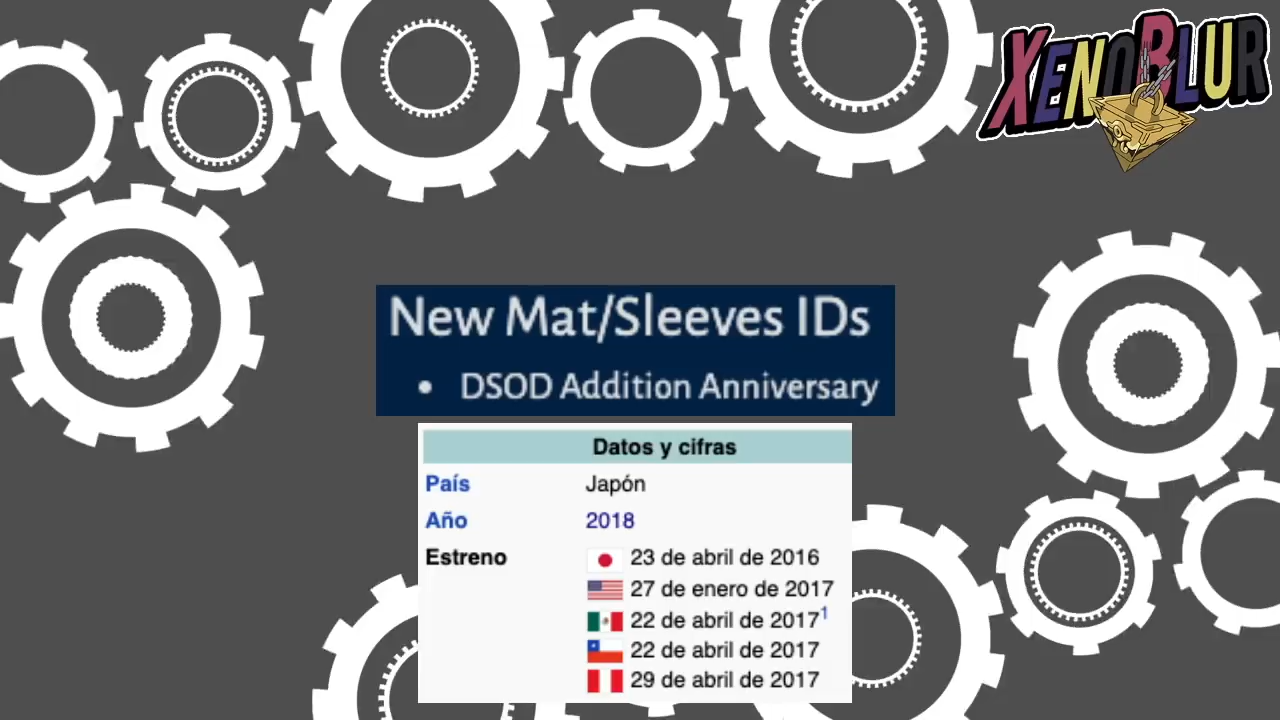 XENOBLUR
New Mat/Sleeves IDs
• DSOD Addition Anniversary
Datos y cifras
País Japón
Año 2018
Estreno 23 de abril de 2016
27 de enero de 2017
22 de abril de 2017¹
22 de abril de 2017
29 de abril de 2017